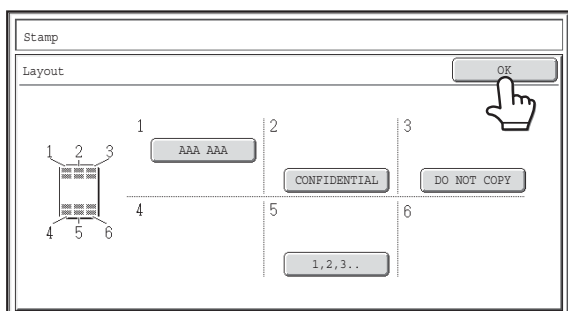 Stamp
Layout
OK
1
2
3
AAA AAA
CONFIDENTIAL
DO NOT COPY
1 2 3
4 5 6
4
5
6
1,2,3..